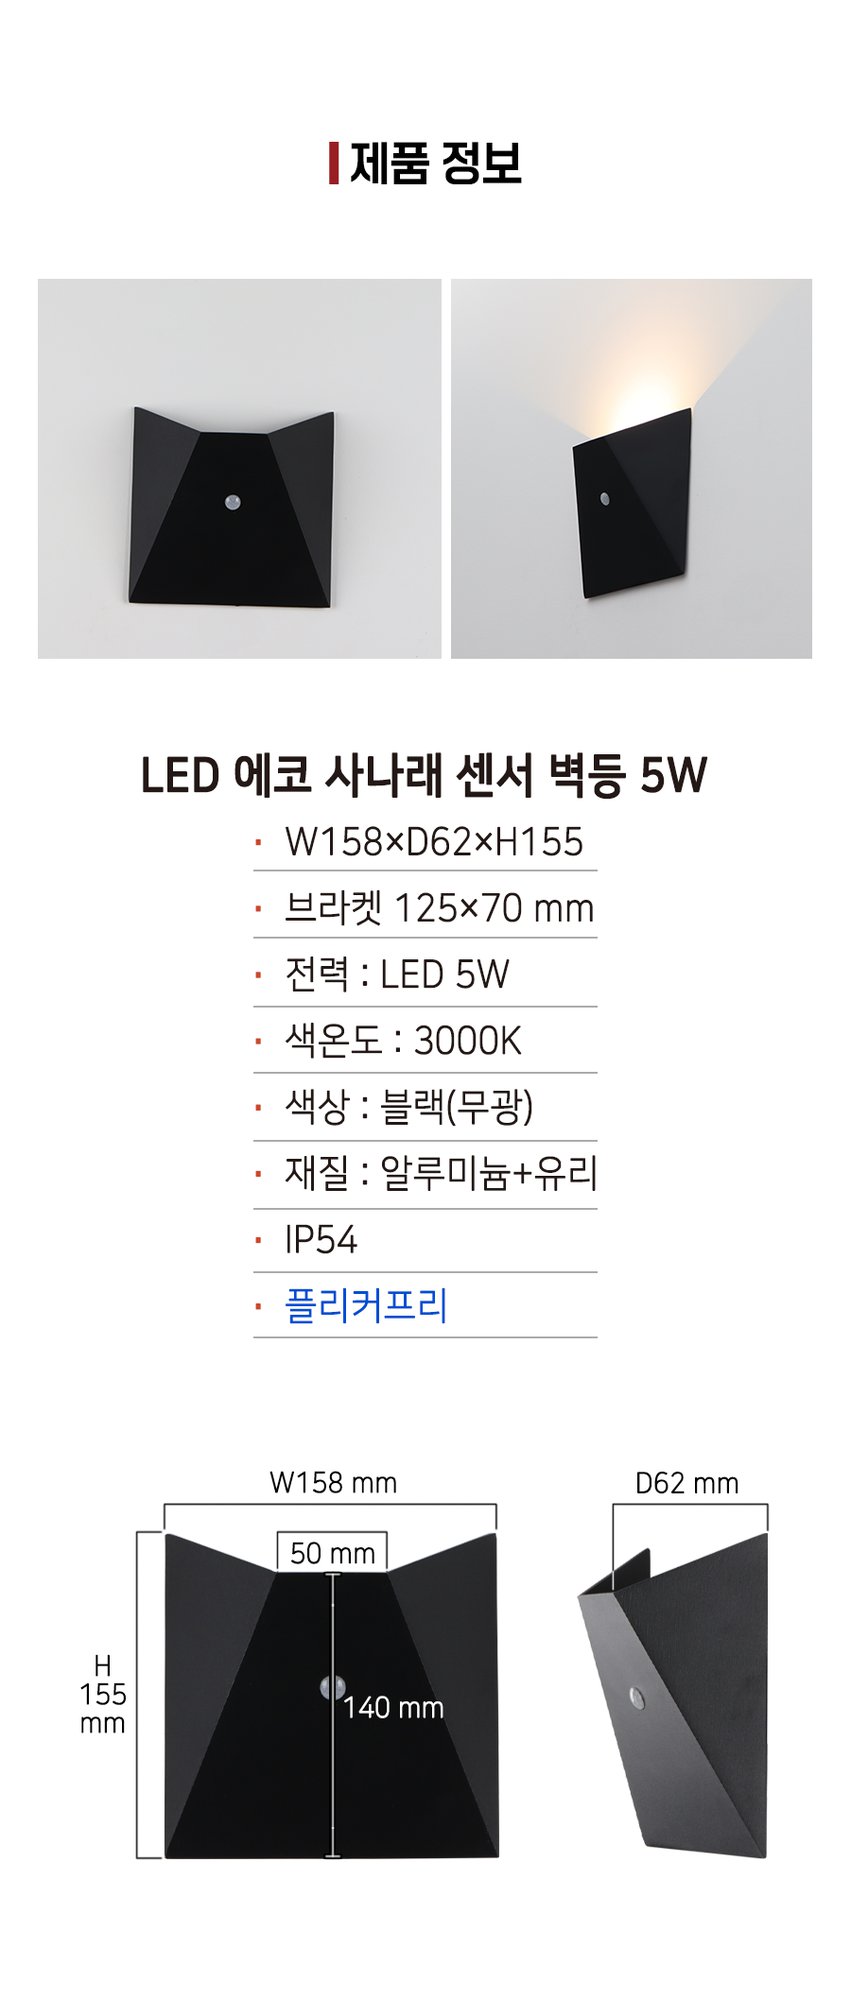 제품 정보
LED 에코 사나래 센서 벽등 5W
· W158×D62×H155
· 브라켓 125×70 mm
· 전력 : LED 5W
· 색온도 : 3000K
· 색상 : 블랙(무광)
· 재질 : 알루미늄+유리
· IP54
· 플리커프리
W158 mm
D62 mm
50 mm
H
155
mm
140 mm